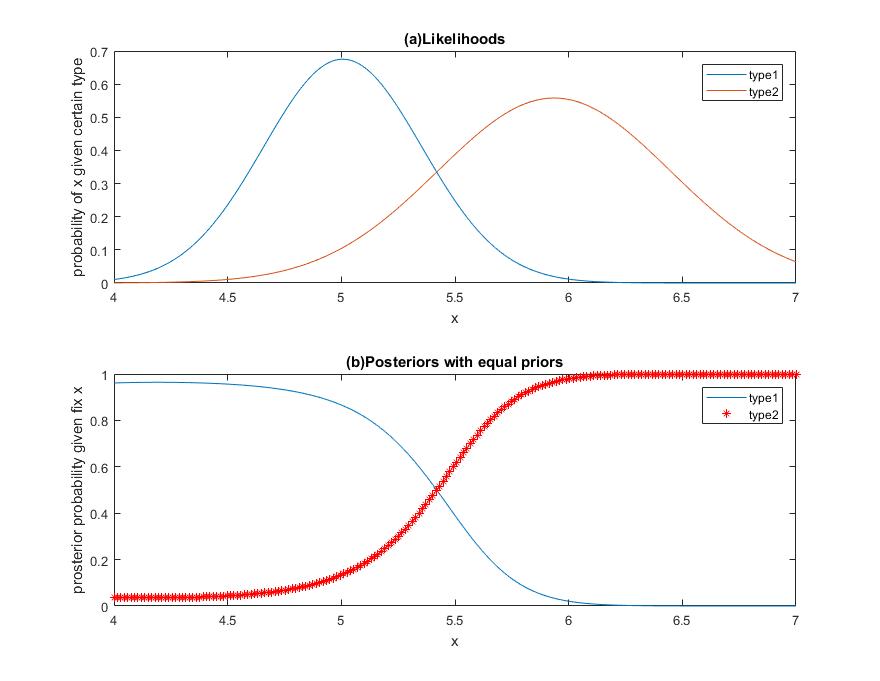 (a)Likelihoods
0.7
0.6
0.5
0.4
0.3
0.2
0.1
0
probability of x given certain type
type1
type2
4 4.5 5 5.5 6 6.5 7
x
(b)Posteriors with equal priors
1
0.8
0.6
0.4
0.2
0
prosterior probability given fix x
type1
type2
4 4.5 5 5.5 6 6.5 7
x